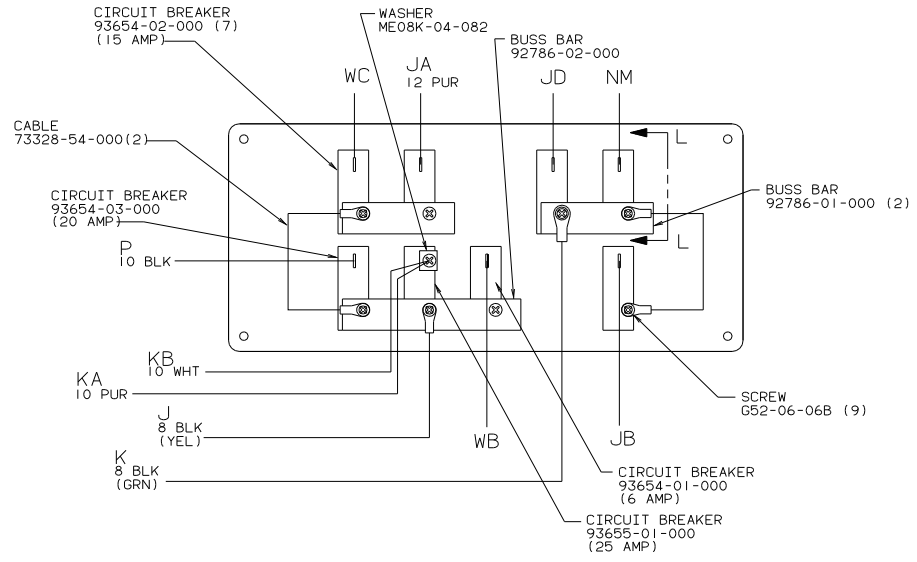 CIRCUIT BREAKER
93654-02-000 (7)
(15 AMP)
WASHER
ME08K-04-082
BUSS BAR
92786-02-000
WC
JA
12 PUR
JD
NM
CABLE
73328-54-000(2)
L
CIRCUIT BREAKER
93654-03-000
(20 AMP)
BUSS BAR
92786-01-000 (2)
L
P
10 BLK
KB
10 WHT
KA
10 PUR
J
8 BLK
(YEL)
SCREW
G52-06-06B (9)
WB
JB
K
8 BLK
(GRN)
CIRCUIT BREAKER
93654-01-000
(6 AMP)
CIRCUIT BREAKER
93655-01-000
(25 AMP)